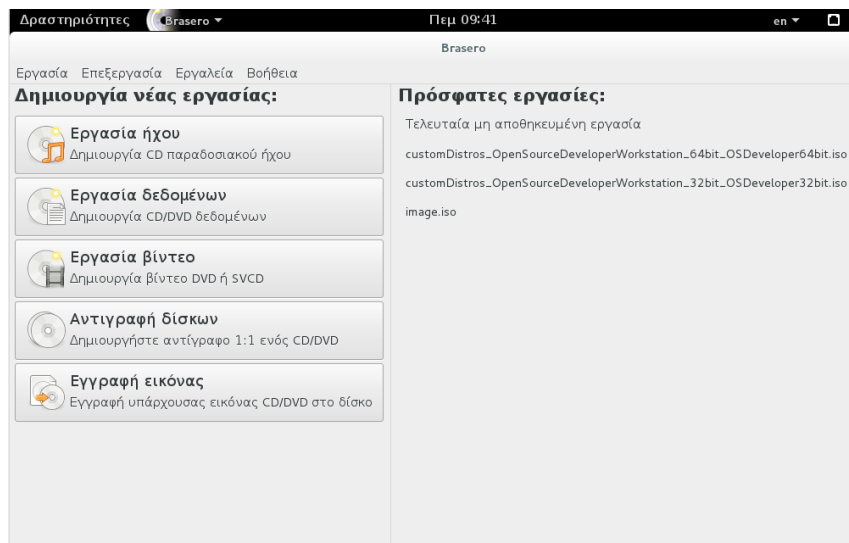 Δραστηριότητες Brasero Πεμ 09:41 en
Brasero
Εργασία Επεξεργασία Εργαλεία Βοήθεια
Δημιουργία νέας εργασίας:
Εργασία ήχου
Δημιουργία CD παραδοσιακού ήχου
Εργασία δεδομένων
Δημιουργία CD/DVD δεδομένων
Εργασία βίντεο
Δημιουργία βίντεο DVD ή SVCD
Αντιγραφή δίσκων
Δημιουργήστε αντίγραφο 1:1 ενός CD/DVD
Εγγραφή εικόνας
Εγγραφή υπάρχουσας εικόνας CD/DVD στο δίσκο
Πρόσφατες εργασίες:
Τελευταία μη αποθηκευμένη εργασία
customDistros_OpenSourceDeveloperWorkstation_64bit_OSDeveloper64bit.iso
customDistros_OpenSourceDeveloperWorkstation_32bit_OSDeveloper32bit.iso
image.iso